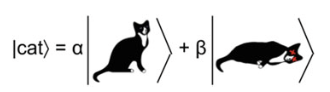 |cat⟩ = α| ⟩ + β| ⟩